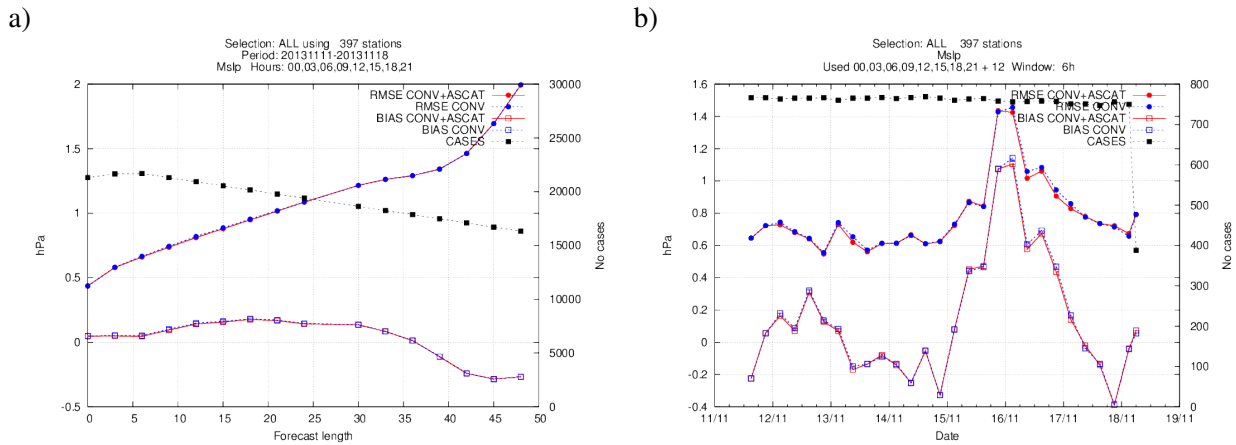 a)
Selection: ALL using 397 stations
Period: 20131111-20131118
Mslp Hours: 00,03,06,09,12,15,18,21
RMSE CONV+ASCAT
RMSE CONV
BIAS CONV+ASCAT
BIAS CONV
CASES
hPa
2
1.5
1
0.5
0
-0.5
No cases
30000
25000
20000
15000
10000
5000
0
0 5 10 15 20 25 30 35 40 45 50
Forecast length
b)
Selection: ALL 397 stations
Mslp
Used 00,03,06,09,12,15,18,21 + 12 Window: 6h
RMSE CONV+ASCAT
RMSE CONV
BIAS CONV+ASCAT
BIAS CONV
CASES
hPa
1.6
1.4
1.2
1
0.8
0.6
0.4
0.2
0
-0.2
-0.4
No cases
800
700
600
500
400
300
200
100
0
11/11 12/11 13/11 14/11 15/11 16/11 17/11 18/11 19/11
Date